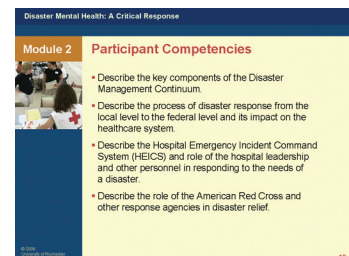 Disaster Mental Health: A Critical Response
Module 2
Participant Competencies
▪ Describe the key components of the Disaster
Management Continuum.
▪ Describe the process of disaster response from the
local level to the federal level and its impact on the
healthcare system.
▪ Describe the Hospital Emergency Incident Command
System (HEICS) and role of the hospital leadership
and other personnel in responding to the needs of
a disaster.
▪ Describe the role of the American Red Cross and
other response agencies in disaster relief.
University of Rochester